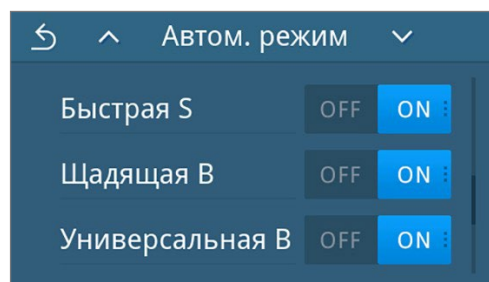 Автом. режим
Быстрая S OFF ON
Щадящая B OFF ON
Универсальная B OFF ON